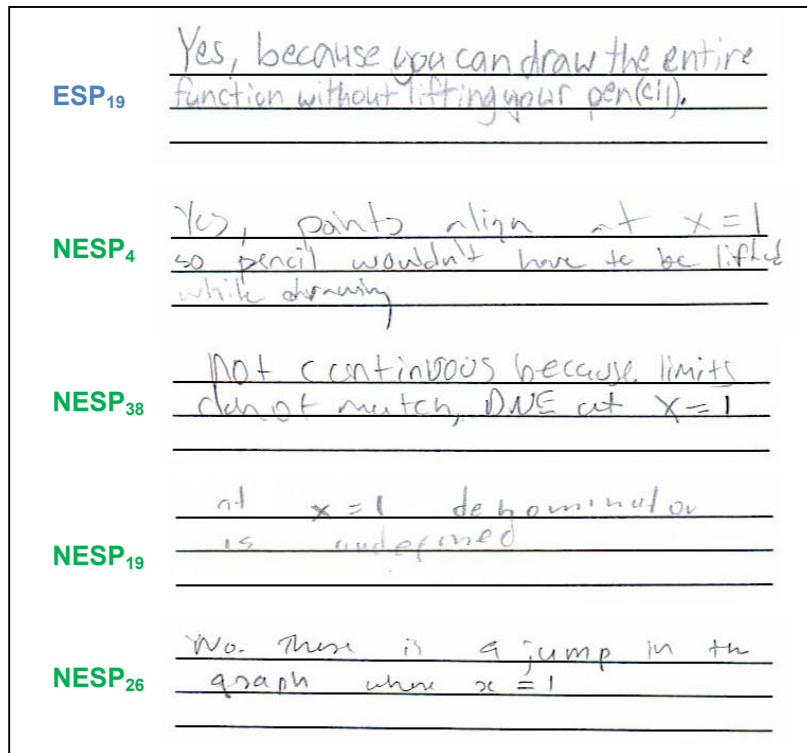 ESP19
Yes, because you can draw the entire
function without lifting your pen(cil).
NESP4
Yes, points align at x = 1
so pencil wouldn't have to be lifted
while drawing
NESP38
not continuous because limits
do not match, DNE at x = 1
NESP19
at x = 1 denominator
is undefined
NESP26
No. There is a jump in th
graph where x = 1